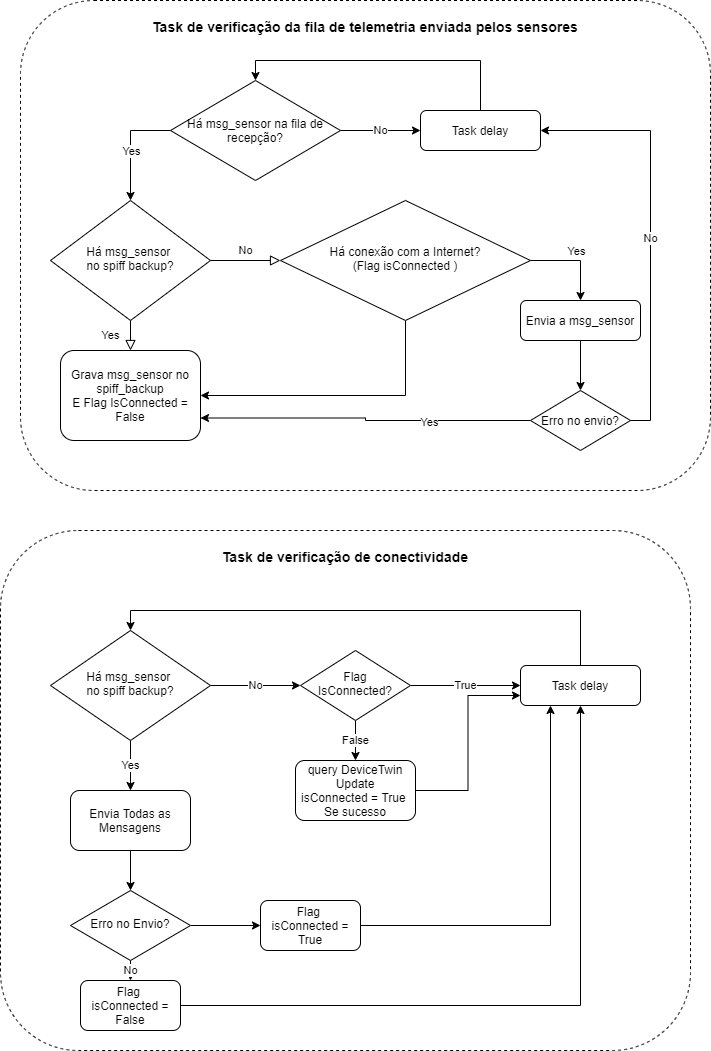 Task de verificação da fila de telemetria enviada pelos sensores
Há msg_sensor na fila de
recepção?
No
Task delay
Yes
Há msg_sensor
no spiff backup?
No
Há conexão com a Internet?
(Flag isConnected )
Yes
No
Envia a msg_sensor
Yes
Grava msg_sensor no
spiff_backup
E Flag IsConnected =
False
Yes
Erro no envio?
Task de verificação de conectividade
Há msg_sensor
no spiff backup?
No
Flag
IsConnected?
True
Task delay
False
Yes
query DeviceTwin
Update
isConnected = True
Se sucesso
Envia Todas as
Mensagens
Erro no Envio?
Flag
isConnected =
True
No
Flag
isConnected =
False